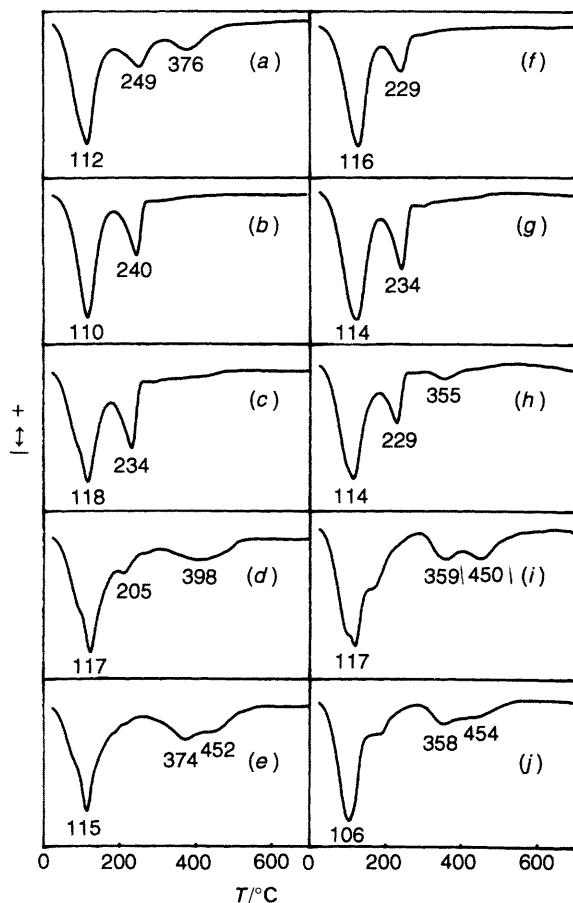 (a)
249
376
112
(f)
229
116
(b)
240
110
(g)
234
114
(c)
234
118
(h)
355
229
114
(d)
205
398
117
(i)
359
450
117
(e)
374
452
115
(j)
358
454
106
− ↔ +
0 200 400 600 0 200 400 600
T/°C